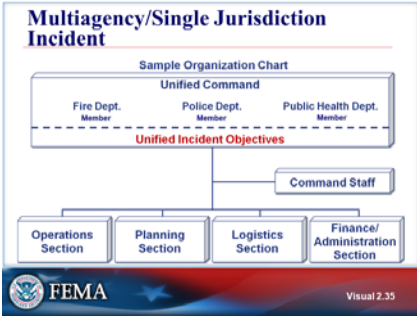 Multiagency/Single Jurisdiction
Incident
Sample Organization Chart
Unified Command
Fire Dept.
Member
Police Dept.
Member
Public Health Dept.
Member
Unified Incident Objectives
Command Staff
Operations
Section
Planning
Section
Logistics
Section
Finance/
Administration
Section
FEMA
Visual 2.35